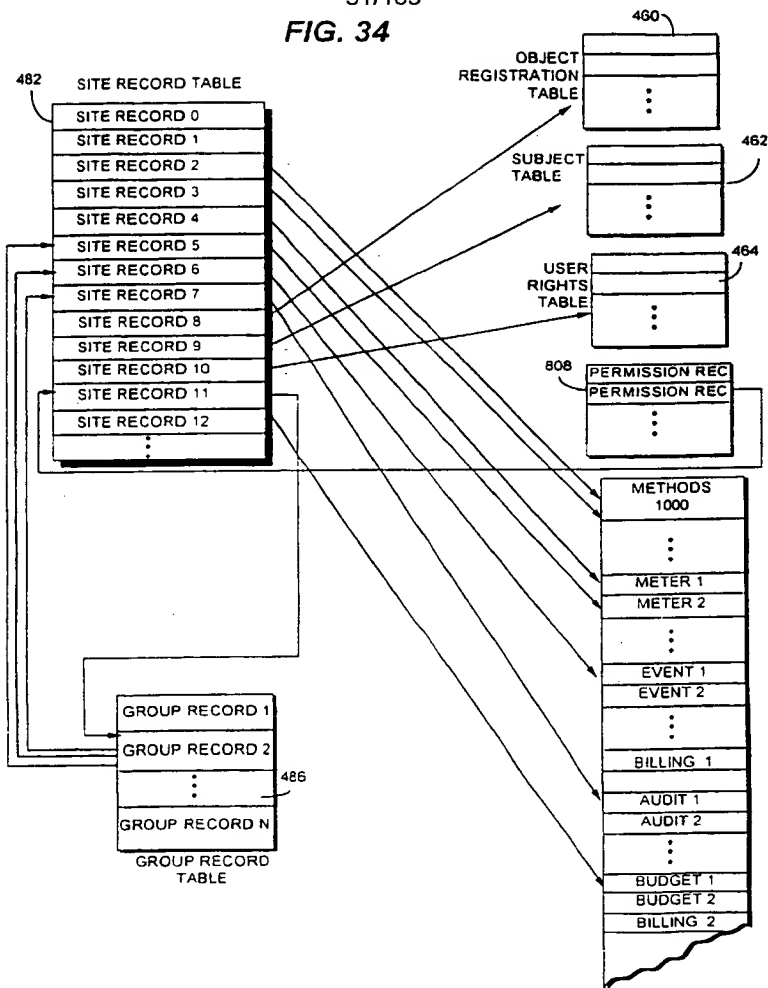 FIG. 34
482
SITE RECORD TABLE
SITE RECORD 0
SITE RECORD 1
SITE RECORD 2
SITE RECORD 3
SITE RECORD 4
SITE RECORD 5
SITE RECORD 6
SITE RECORD 7
SITE RECORD 8
SITE RECORD 9
SITE RECORD 10
SITE RECORD 11
SITE RECORD 12
460
OBJECT
REGISTRATION
TABLE
462
SUBJECT
TABLE
464
USER
RIGHTS
TABLE
808
PERMISSION REC
PERMISSION REC
METHODS
1000
METER 1
METER 2
EVENT 1
EVENT 2
BILLING 1
AUDIT 1
AUDIT 2
BUDGET 1
BUDGET 2
BILLING 2
GROUP RECORD 1
GROUP RECORD 2
486
GROUP RECORD N
GROUP RECORD
TABLE